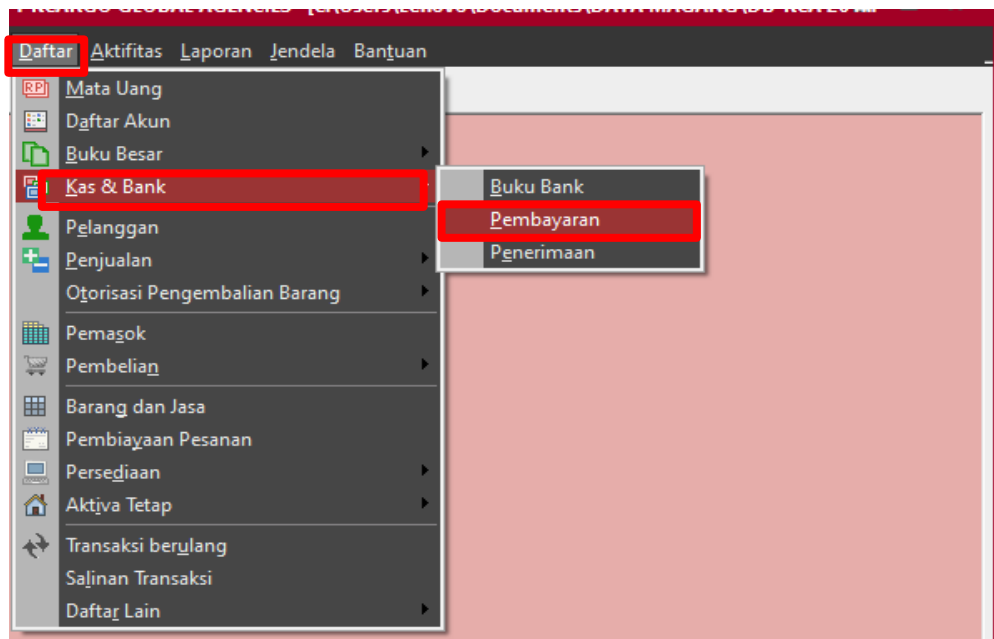 Daftar Aktifitas Laporan Jendela Bantuan
RP
Mata Uang
Daftar Akun
Buku Besar
Kas & Bank
Pelanggan
Penjualan
Otorisasi Pengembalian Barang
Pemasok
Pembelian
Barang dan Jasa
Pembiayaan Pesanan
Persediaan
Aktiva Tetap
Transaksi berulang
Salinan Transaksi
Daftar Lain
Buku Bank
Pembayaran
Penerimaan